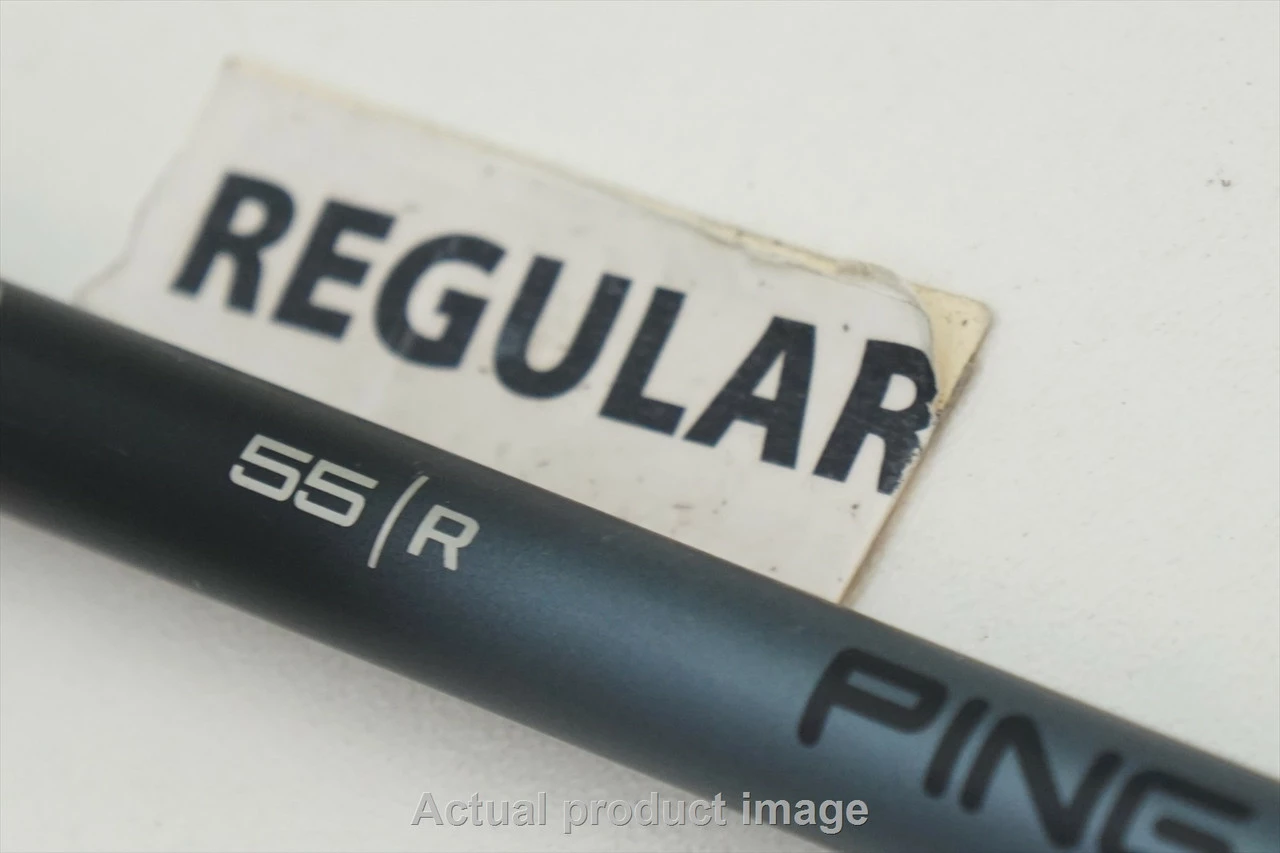 REGULAR
55/R
PING
Actual product image